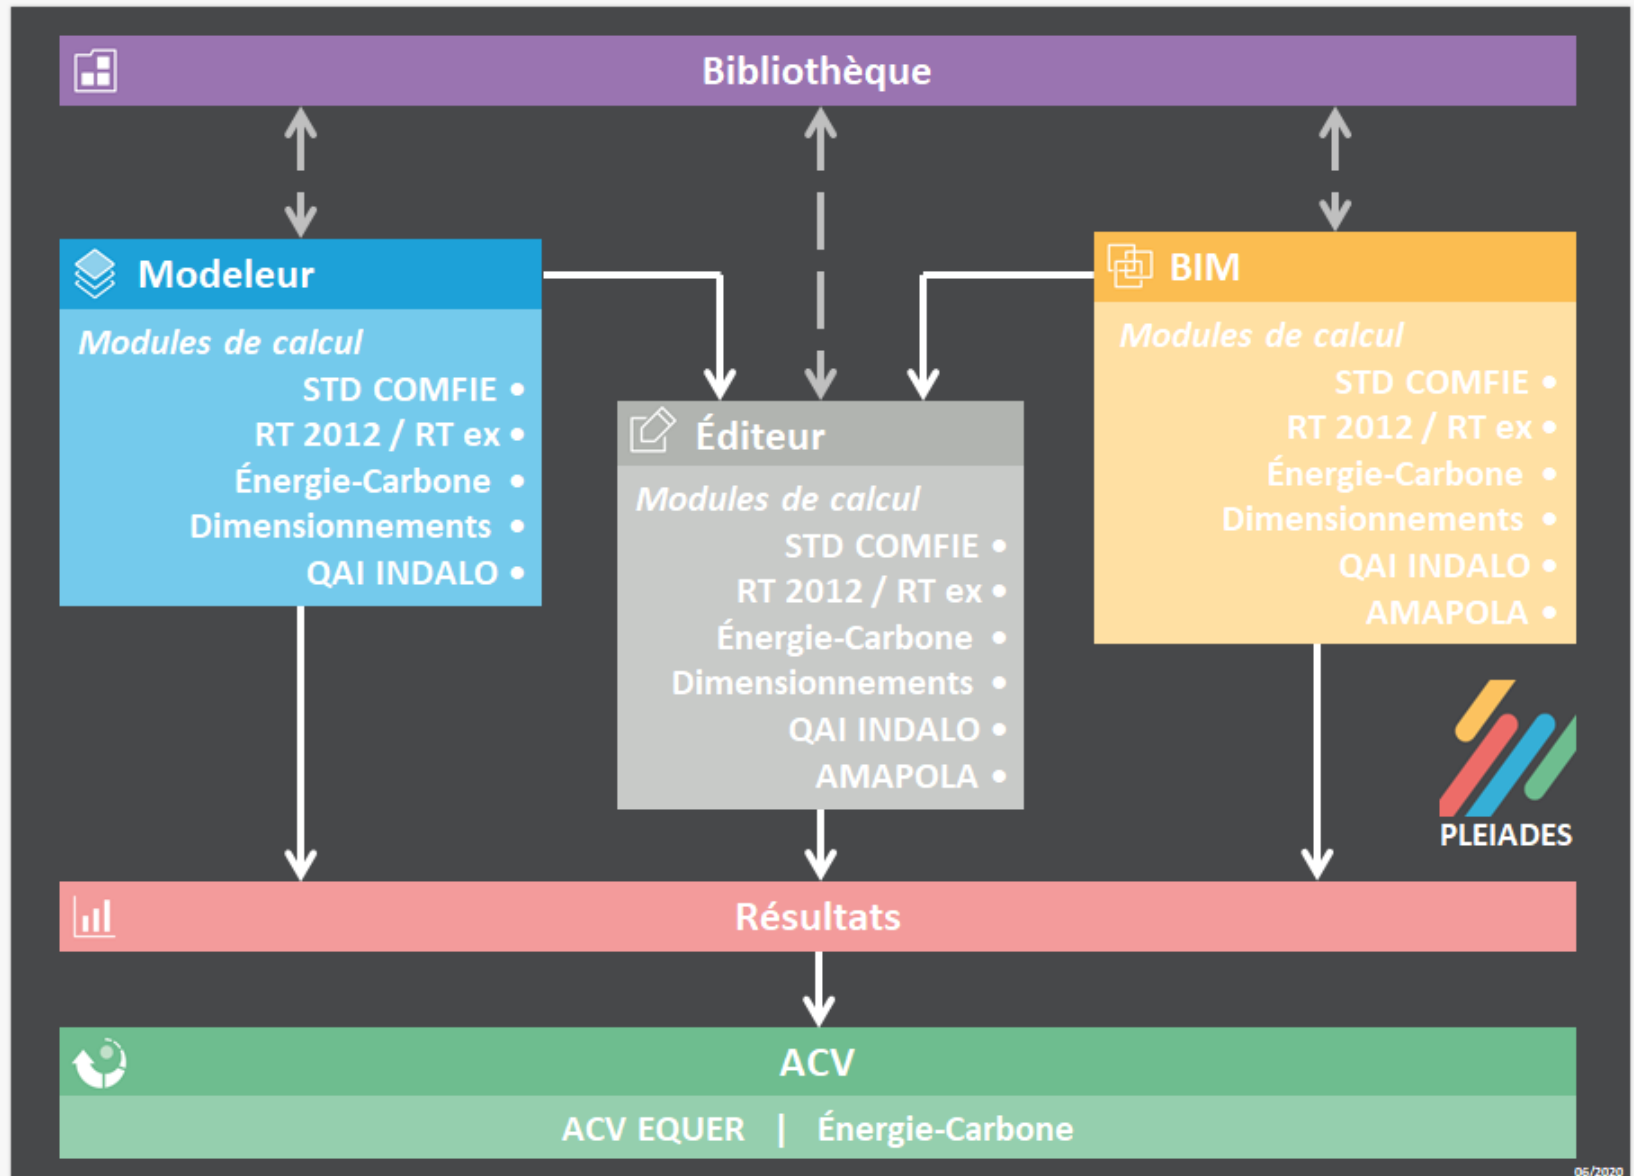 Bibliothèque
Modeleur
Modules de calcul
STD COMFIE •
RT 2012 / RT ex •
Énergie-Carbone •
Dimensionnements •
QAI INDALO •
BIM
Modules de calcul
STD COMFIE •
RT 2012 / RT ex •
Énergie-Carbone •
Dimensionnements •
QAI INDALO •
AMAPOLA •
Éditeur
Modules de calcul
STD COMFIE •
RT 2012 / RT ex •
Énergie-Carbone •
Dimensionnements •
QAI INDALO •
AMAPOLA •
PLEIADES
Résultats
ACV
ACV EQUER | Énergie-Carbone
06/2020